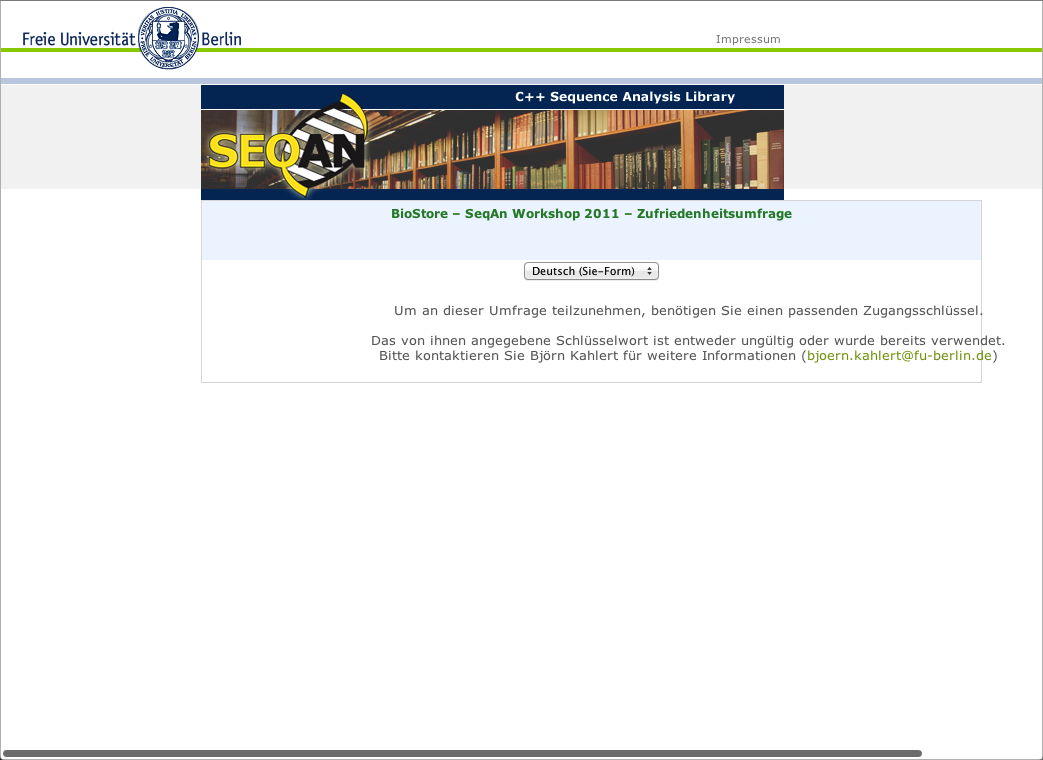 Freie Universität Berlin
Impressum
C++ Sequence Analysis Library
SEQAN
BioStore – SeqAn Workshop 2011 – Zufriedenheitsumfrage
Deutsch (Sie-Form)
Um an dieser Umfrage teilzunehmen, benötigen Sie einen passenden Zugangsschlüssel.
Das von ihnen angegebene Schlüsselwort ist entweder ungültig oder wurde bereits verwendet.
Bitte kontaktieren Sie Björn Kahlert für weitere Informationen (bjoern.kahlert@fu-berlin.de)